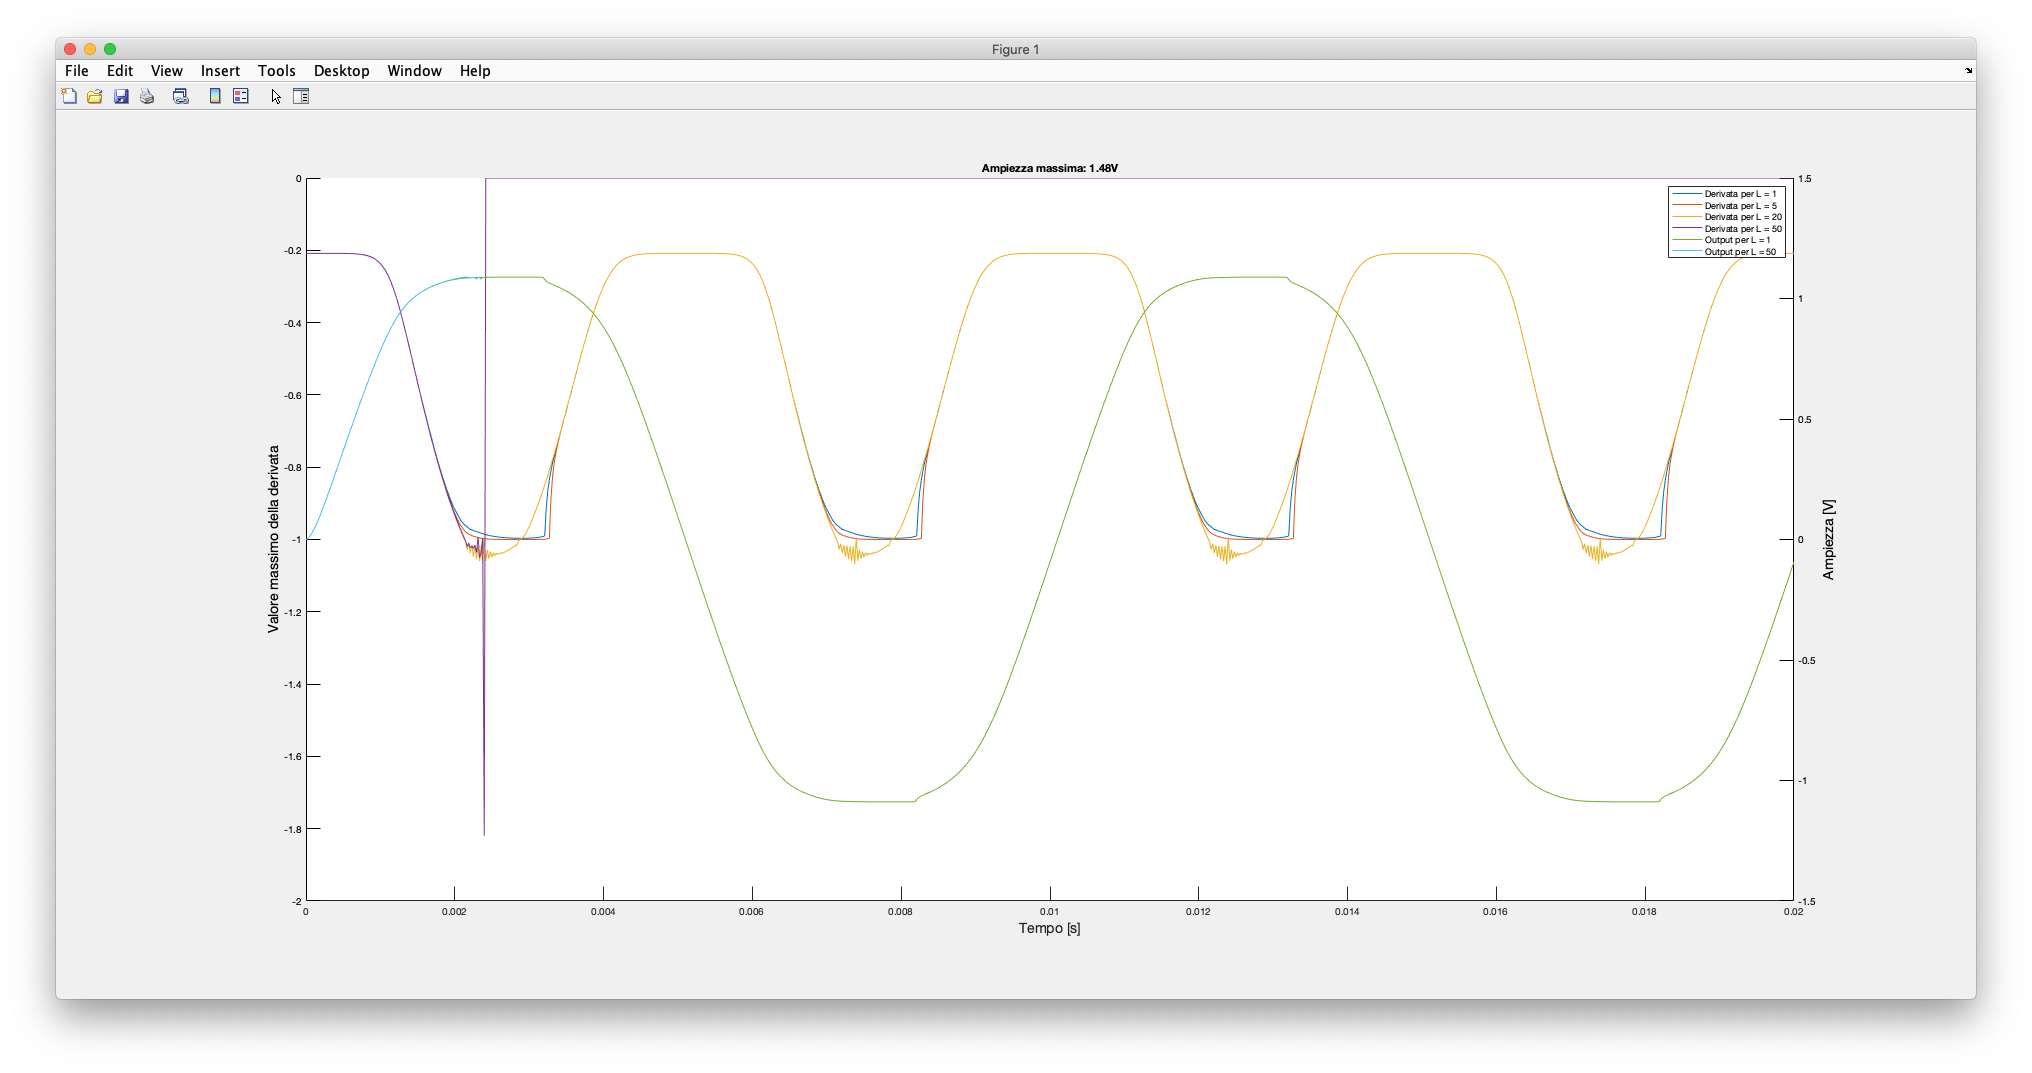 Figure 1
File Edit View Insert Tools Desktop Window Help
Ampiezza massima: 1.48V
Derivata per L = 1
Derivata per L = 5
Derivata per L = 20
Derivata per L = 50
Output per L = 1
Output per L = 50
Valore massimo della derivata
0
-0.2
-0.4
-0.6
-0.8
-1
-1.2
-1.4
-1.6
-1.8
-2
1.5
1
0.5
0
-0.5
-1
-1.5
Ampiezza [V]
0 0.002 0.004 0.006 0.008 0.01 0.012 0.014 0.016 0.018 0.02
Tempo [s]